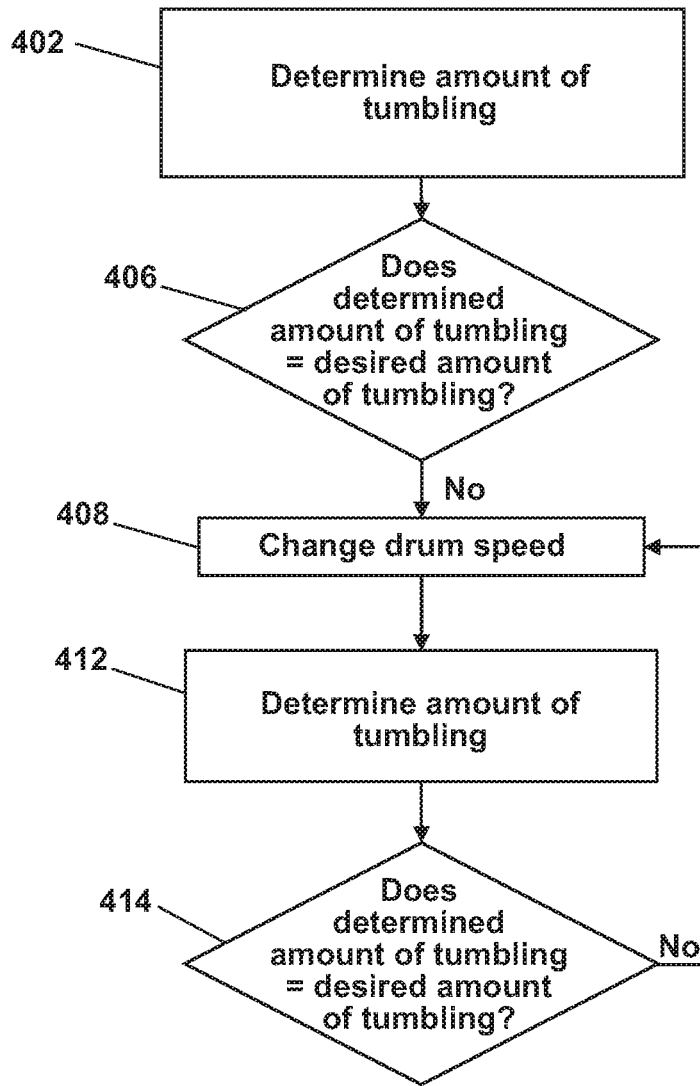 402
Determine amount of
tumbling
406
Does
determined
amount of tumbling
= desired amount
of tumbling?
No
408
Change drum speed
412
Determine amount of
tumbling
414
Does
determined
amount of tumbling
= desired amount
of tumbling?
No